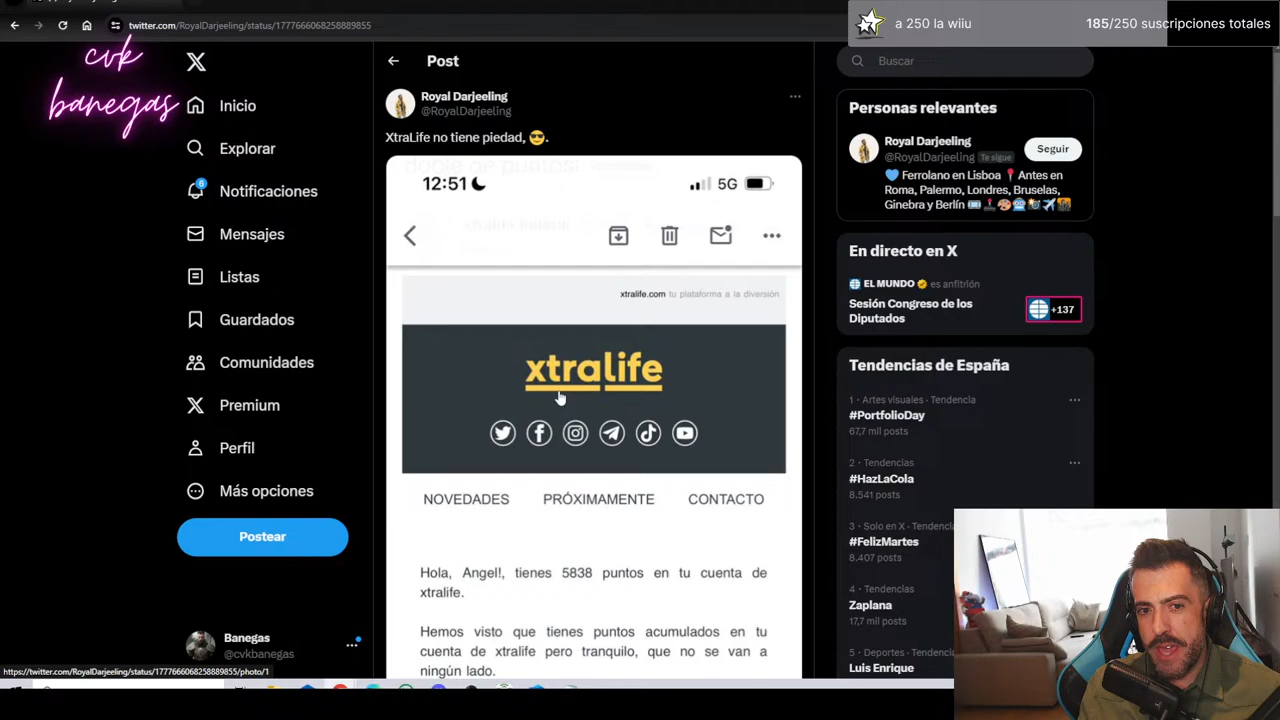 twitter.com/RoyalDarjeeling/status/1777666068258889855
a 250 la wiiu
185/250 suscripciones totales
cvk
banegas
Inicio
Explorar
6
Notificaciones
Mensajes
Listas
Guardados
Comunidades
Premium
Perfil
Más opciones
Postear
Banegas
@cvkbanegas
https://twitter.com/RoyalDarjeeling/status/1777666068258889855/photo/1
Post
Royal Darjeeling
@RoyalDarjeeling
XtraLife no tiene piedad, 😎.
12:51
5G
xtralife.com tu plataforma a la diversión
xtralife
NOVEDADES PRÓXIMAMENTE CONTACTO
Hola, Angel!, tienes 5838 puntos en tu cuenta de
xtralife.
Hemos visto que tienes puntos acumulados en tu
cuenta de xtralife pero tranquilo, que no se van a
ningún lado.
Buscar
Personas relevantes
Royal Darjeeling
@RoyalDarjeeling Te sigue
Seguir
💙 Ferrolano en Lisboa 📍 Antes en
Roma, Palermo, Londres, Bruselas,
Ginebra y Berlín
En directo en X
EL MUNDO es anfitrión
Sesión Congreso de los
Diputados
+137
Tendencias de España
1 · Artes visuales · Tendencia
#PortfolioDay
67,7 mil posts
2 · Tendencias
#HazLaCola
8.541 posts
3 · Solo en X · Tendencia
#FelizMartes
8.407 posts
4 · Tendencias
Zaplana
17,7 mil posts
5 · Deportes · Tendencia
Luis Enrique